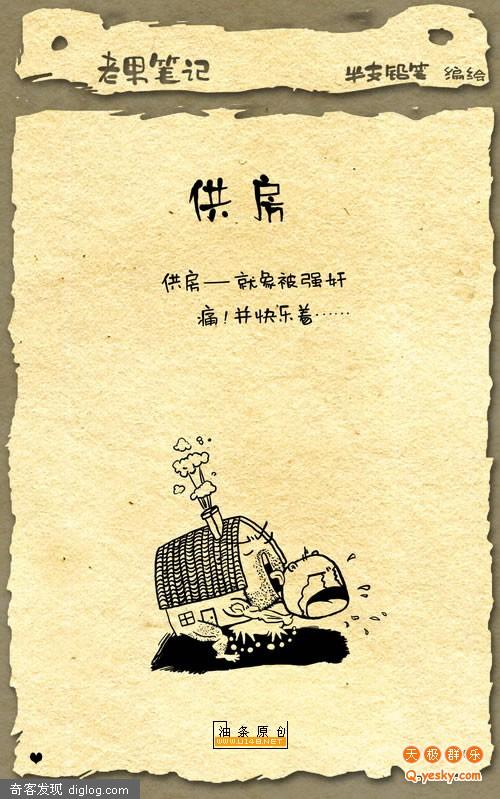 老果笔记
半支铅笔 编绘
供房
供房——就象被强奸
痛!并快乐着……
油条原创
WWW.U148.NET
天极群乐
Q.yesky.com
奇客发现 diglog.com